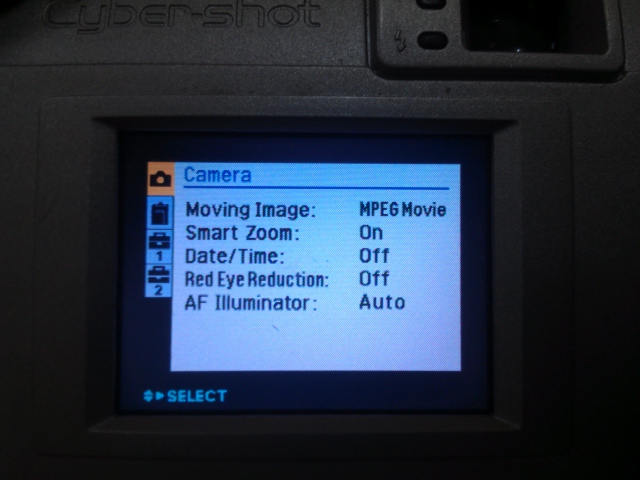 Cyber-shot
Camera
Moving Image: MPEG Movie
Smart Zoom: On
Date/Time: Off
Red Eye Reduction: Off
AF Illuminator: Auto
1
2
SELECT